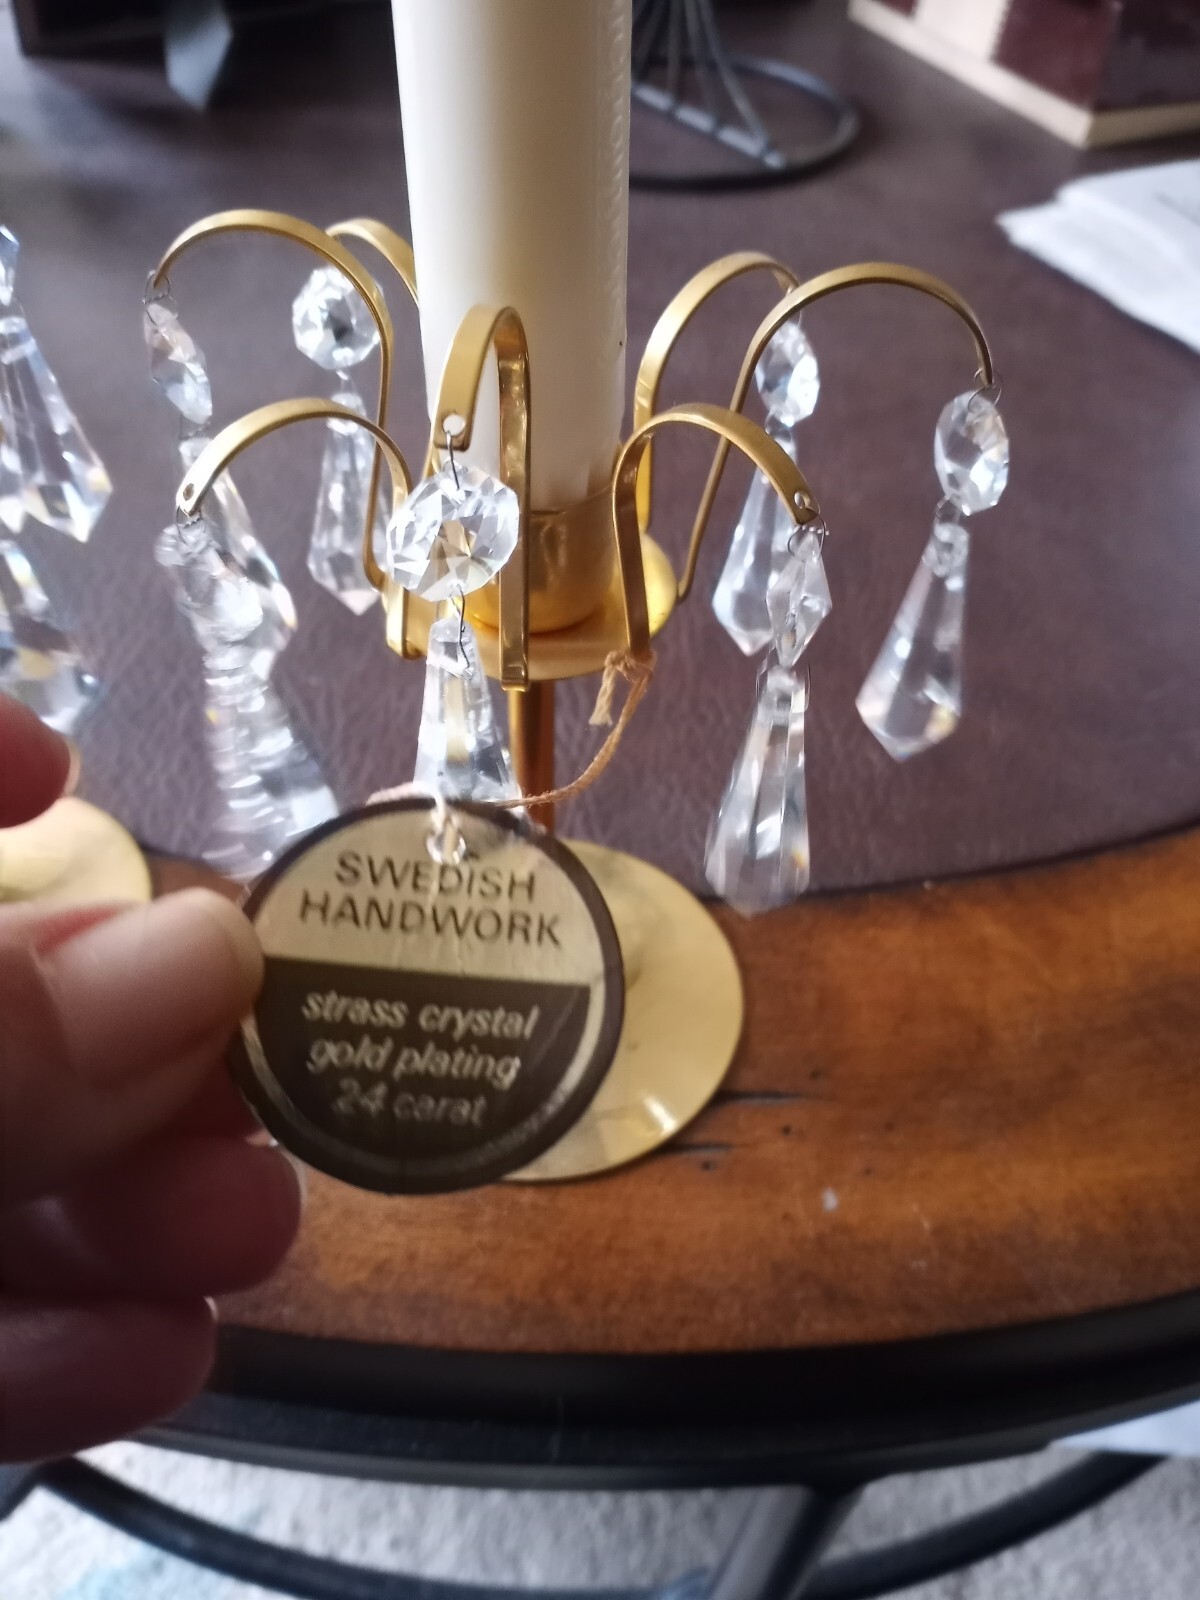 SWEDISH
HANDWORK
strass crystal
gold plating
24 carat